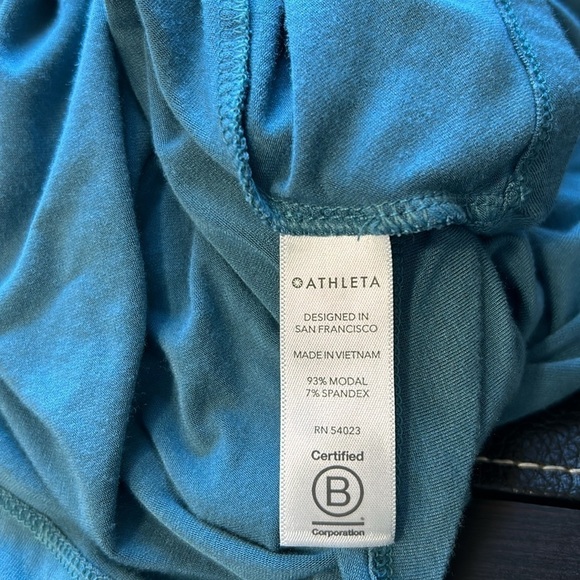 ATHLETA
DESIGNED IN
SAN FRANCISCO
MADE IN VIETNAM
93% MODAL
7% SPANDEX
RN 54023
Certified
B
Corporation